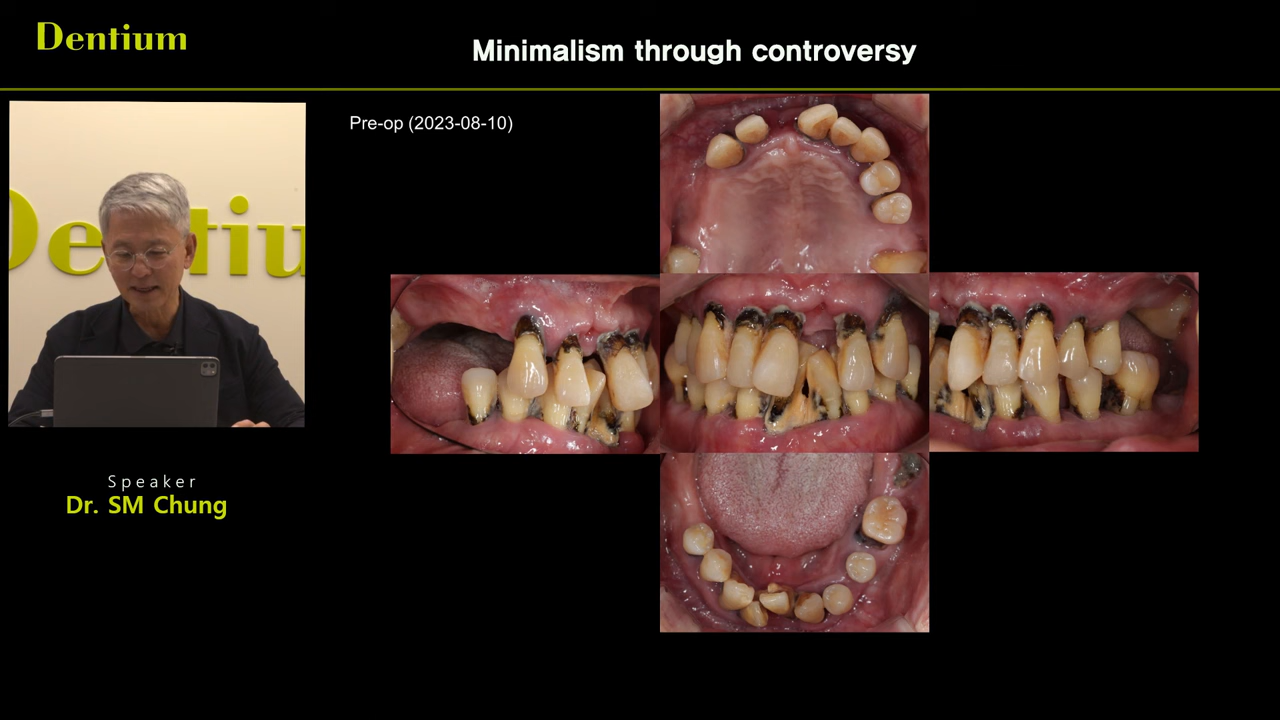 Dentium
Minimalism through controversy
Pre-op (2023-08-10)
Speaker
Dr. SM Chung